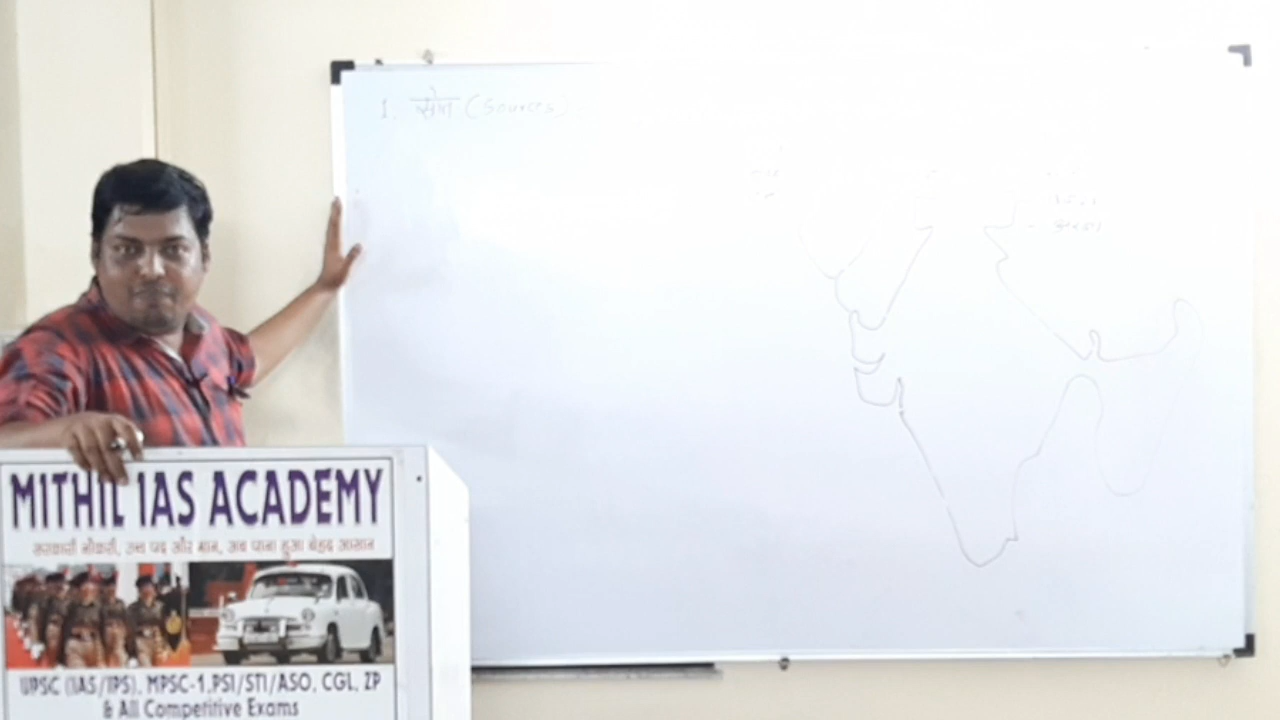 1. स्रोत (Sources)
MITHIL IAS ACADEMY
सरकारी नौकरी, उच्च पद और मान, अब पाना हुआ बेहद आसान
UPSC (IAS/IPS), MPSC-1,PSI/STI/ASO, CGL, ZP
& All Competitive Exams